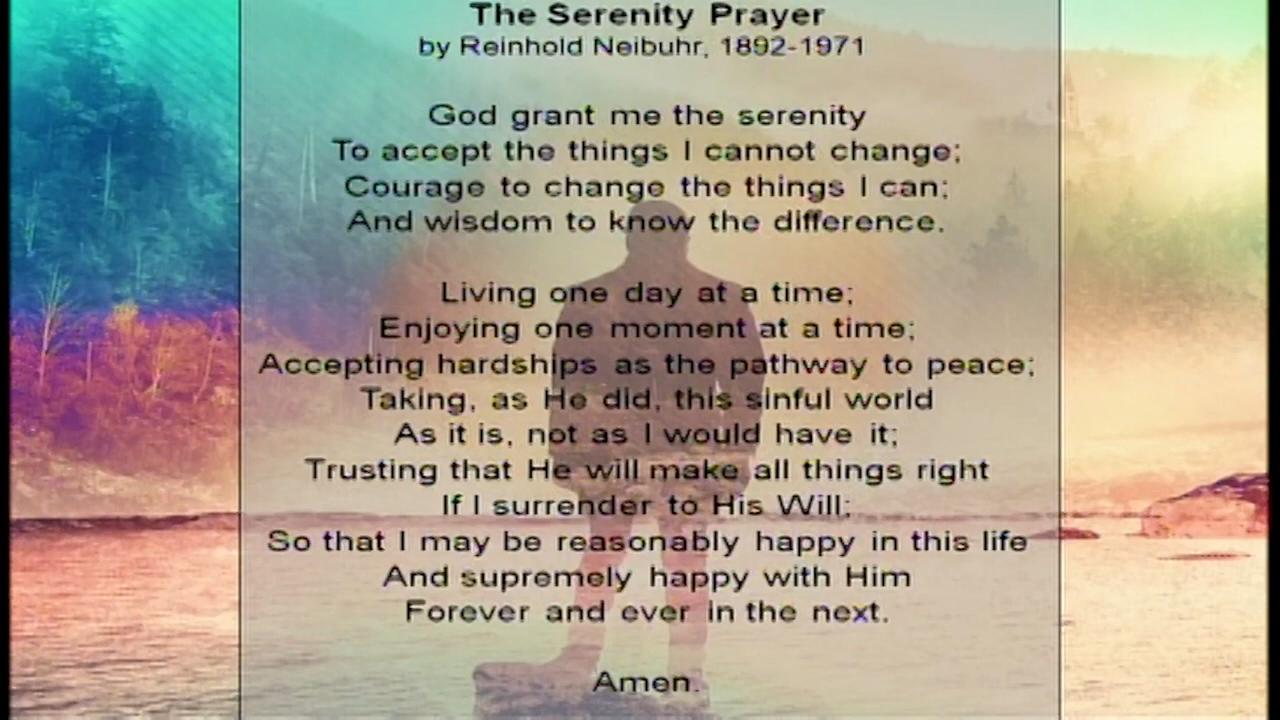 The Serenity Prayer
by Reinhold Neibuhr, 1892-1971
God grant me the serenity
To accept the things I cannot change;
Courage to change the things I can;
And wisdom to know the difference.
Living one day at a time;
Enjoying one moment at a time;
Accepting hardships as the pathway to peace;
Taking, as He did, this sinful world
As it is, not as I would have it;
Trusting that He will make all things right
If I surrender to His Will;
So that I may be reasonably happy in this life
And supremely happy with Him
Forever and ever in the next.
Amen.